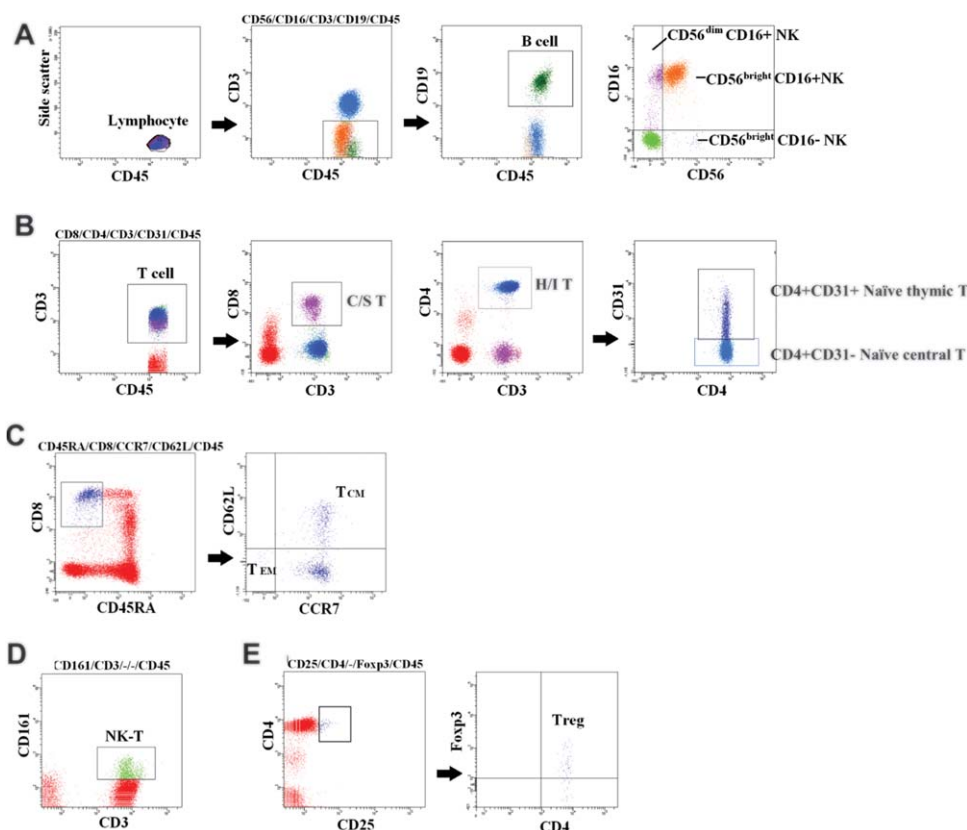 A
CD56/CD16/CD3/CD19/CD45
Side scatter
Lymphocyte
CD45
CD3
CD45
CD19
B cell
CD45
CD16
CD56dim CD16+ NK
CD56bright CD16+NK
CD56bright CD16- NK
CD56
B
CD8/CD4/CD3/CD31/CD45
CD3
T cell
CD45
CD8
C/S T
CD3
CD4
H/I T
CD3
CD31
CD4+CD31+ Naïve thymic T
CD4+CD31- Naïve central T
CD4
C
CD45RA/CD8/CCR7/CD62L/CD45
CD8
CD45RA
CD62L
TCM
TEM
CCR7
D
CD161/CD3/-/-/CD45
CD161
NK-T
CD3
E
CD25/CD4/-/Foxp3/CD45
CD4
CD25
Foxp3
Treg
CD4